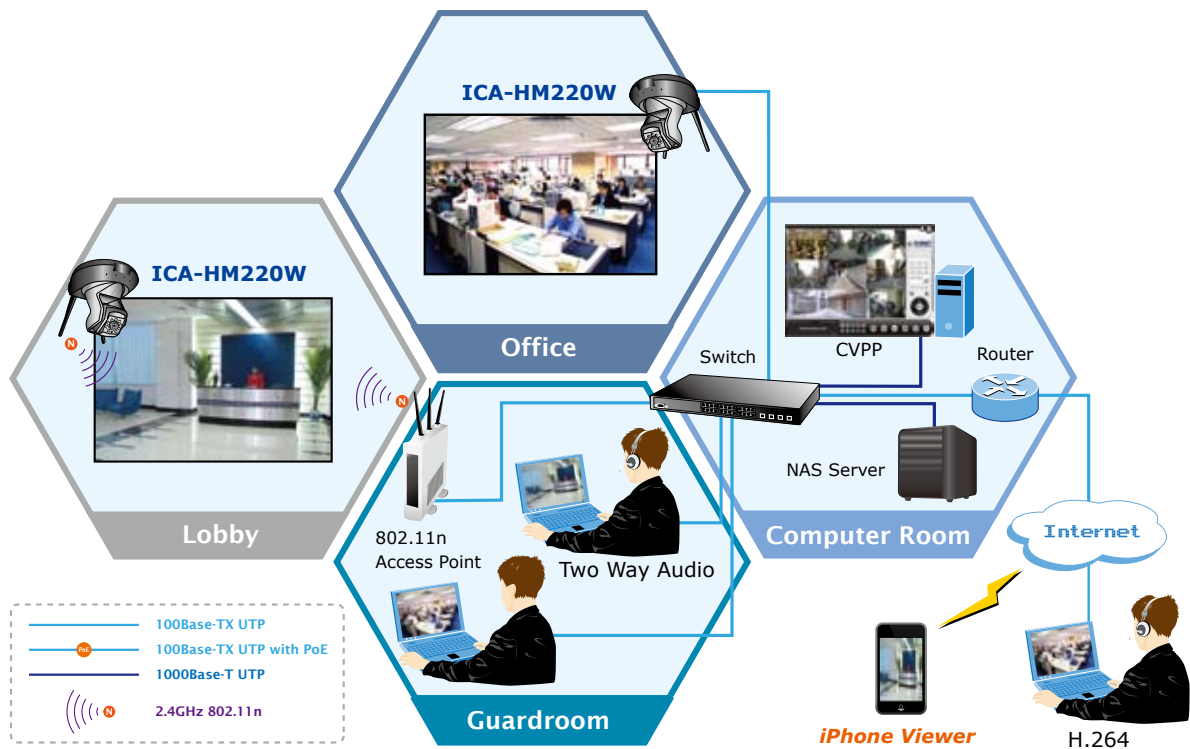 ICA-HM220W
Office
ICA-HM220W
N
N
Lobby
Switch
CVPP
Router
NAS Server
Computer Room
802.11n
Access Point
Two Way Audio
Guardroom
Internet
iPhone Viewer
H.264
100Base-TX UTP
PoE
100Base-TX UTP with PoE
1000Base-T UTP
N
2.4GHz 802.11n